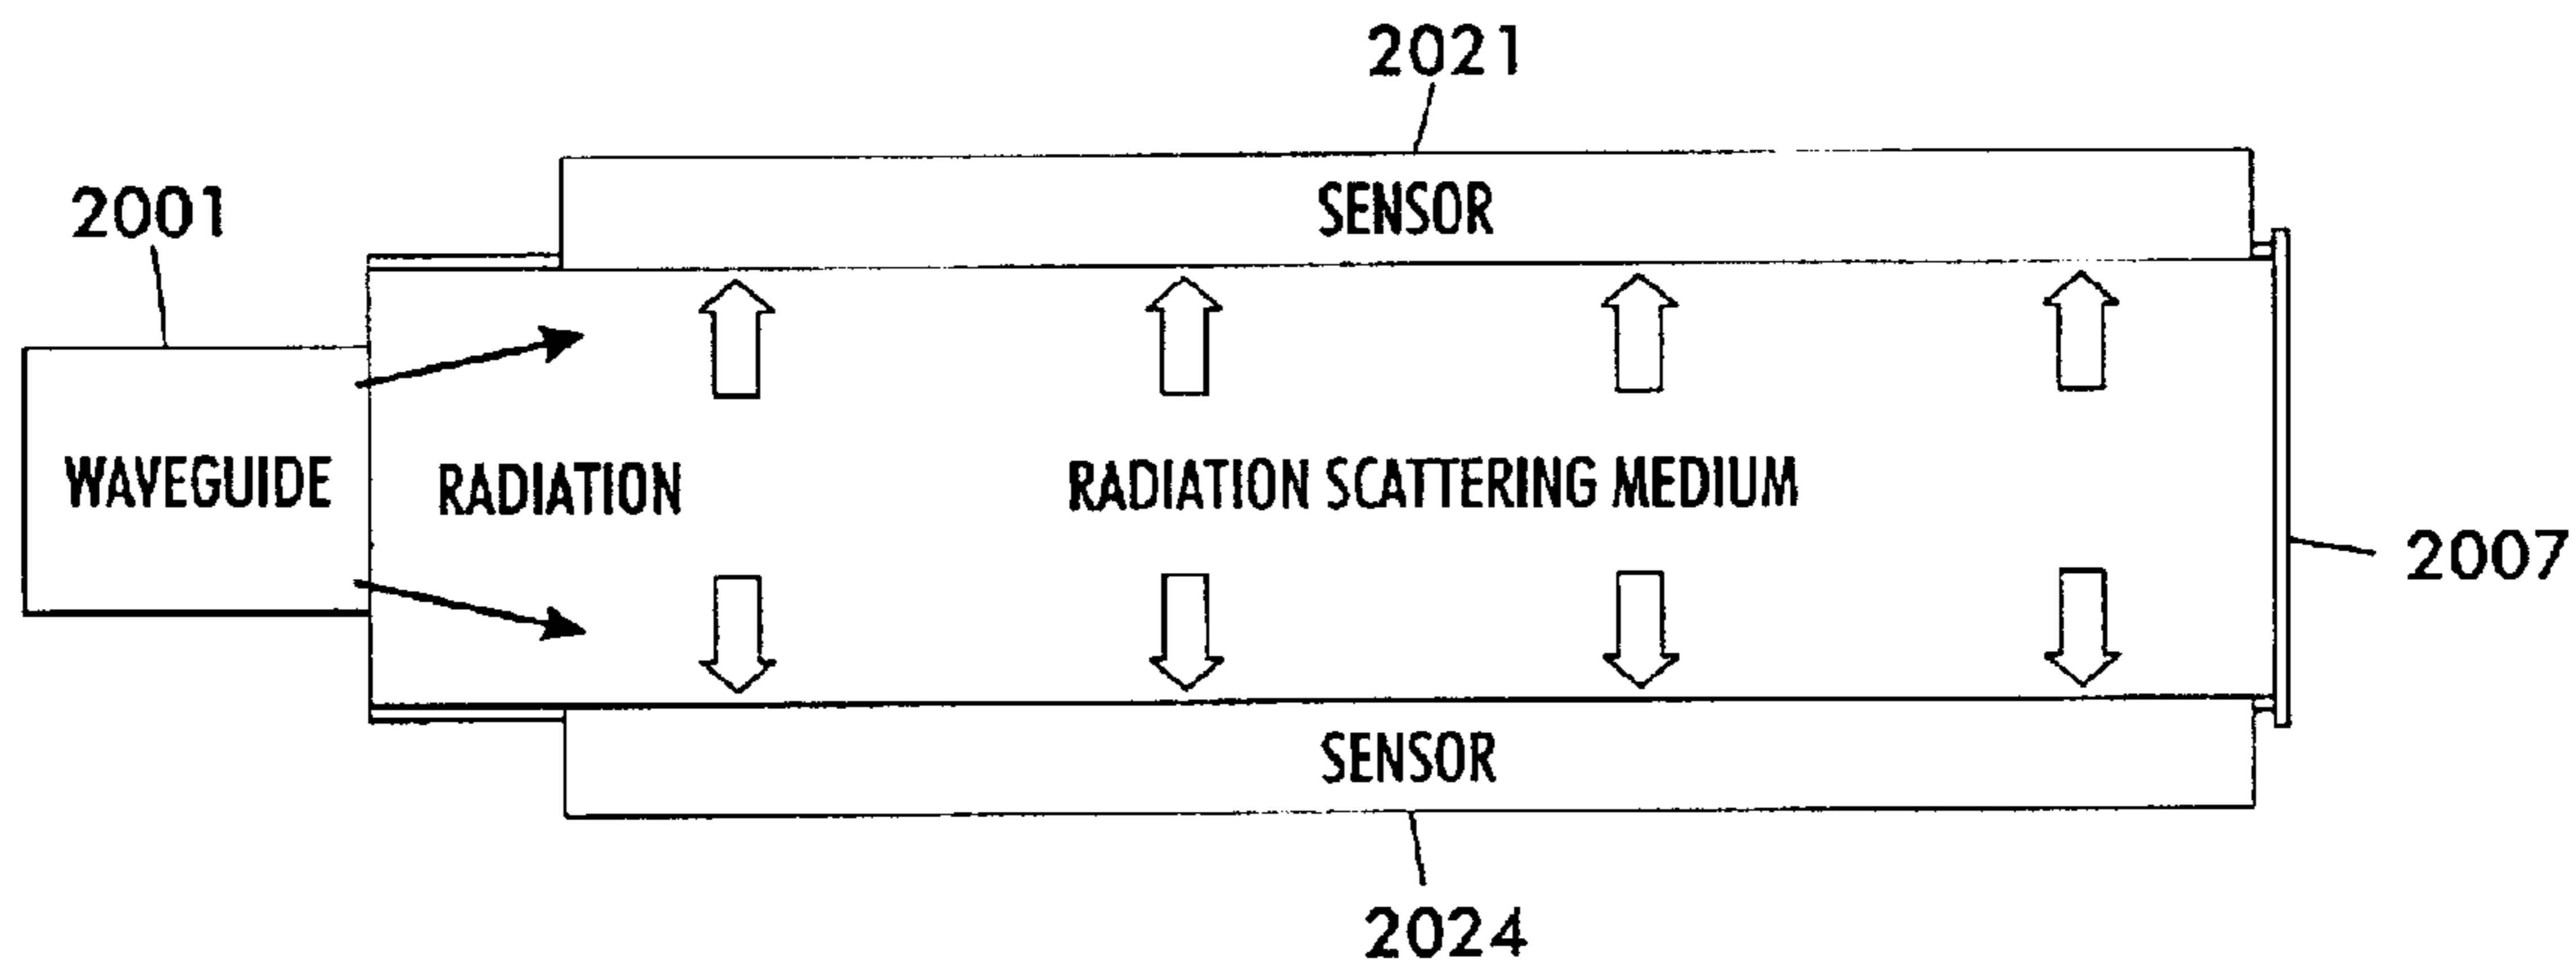 2021
SENSOR
2001
WAVEGUIDE
RADIATION
RADIATION SCATTERING MEDIUM
2007
SENSOR
2024